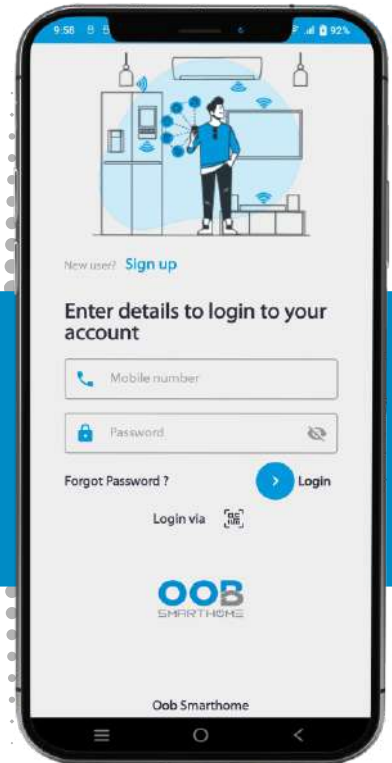 9:58
92%
New user? Sign up
Enter details to login to your
account
Mobile number
Password
Forgot Password ?
Login
Login via
OOB
SMARTHOME
Oob Smarthome